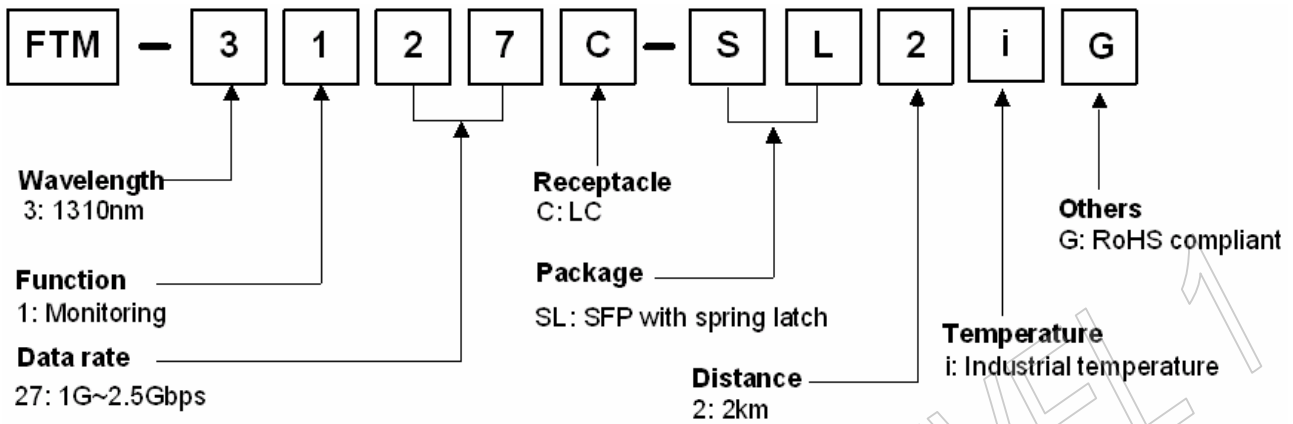 FTM – 3 1 2 7 C – S L 2 i G
Wavelength
3: 1310nm
Function
1: Monitoring
Data rate
27: 1G~2.5Gbps
Receptacle
C: LC
Package
SL: SFP with spring latch
Distance
2: 2km
Others
G: RoHS compliant
Temperature
i: Industrial temperature